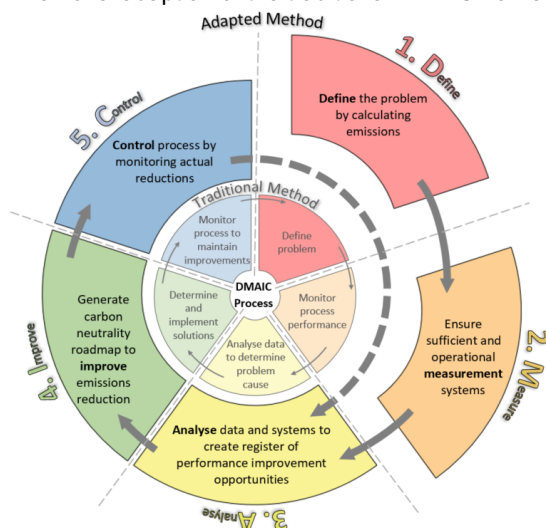 Adapted Method
1. Define
Define the problem
by calculating
emissions
2. Measure
Ensure
sufficient and
operational
measurement
systems
3. Analyse
Analyse data and systems to
create register of
performance improvement
opportunities
4. Improve
Generate
carbon
neutrality
roadmap to
improve
emissions
reduction
5. Control
Control process by
monitoring actual
reductions
Traditional Method
Define
problem
Monitor
process
performance
Analyse data
to determine
problem
cause
Determine
and
implement
solutions
Monitor
process to
maintain
improvements
DMAIC
Process